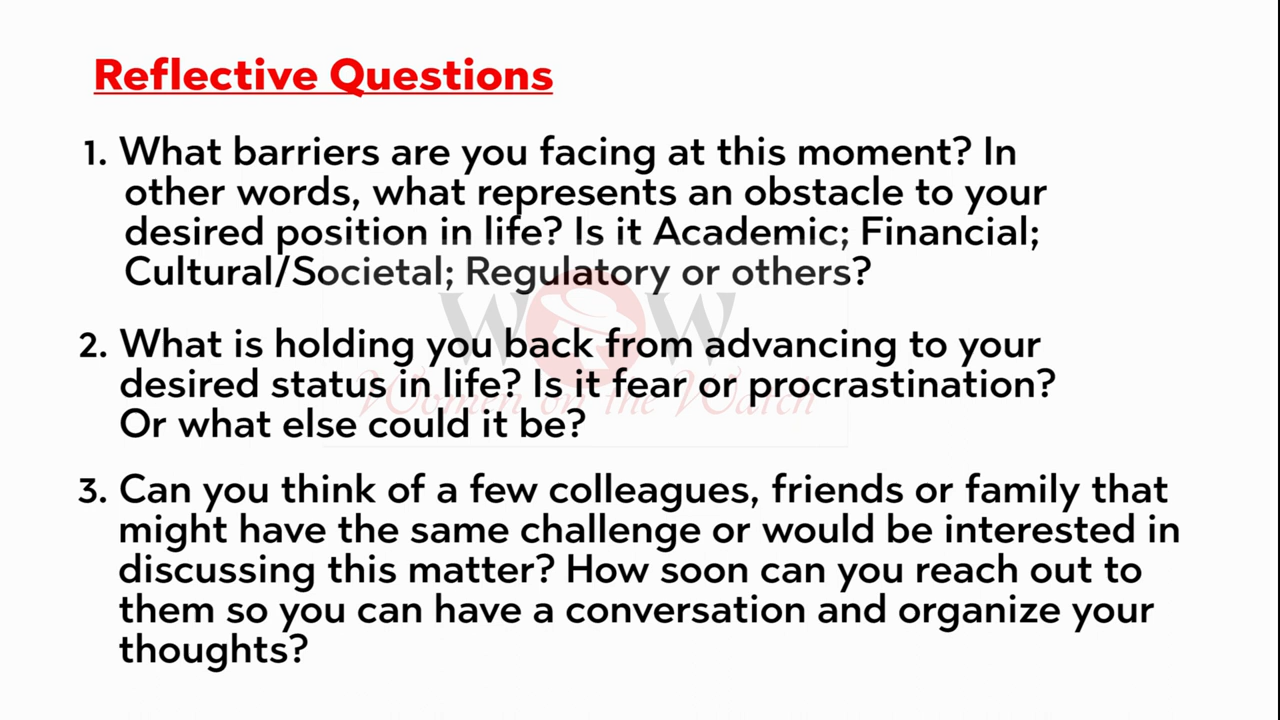 Reflective Questions
1. What barriers are you facing at this moment? In
other words, what represents an obstacle to your
desired position in life? Is it Academic; Financial;
Cultural/Societal; Regulatory or others?
WOW
2. What is holding you back from advancing to your
desired status in life? Is it fear or procrastination?
Women on the Watch
Or what else could it be?
3. Can you think of a few colleagues, friends or family that
might have the same challenge or would be interested in
discussing this matter? How soon can you reach out to
them so you can have a conversation and organize your
thoughts?